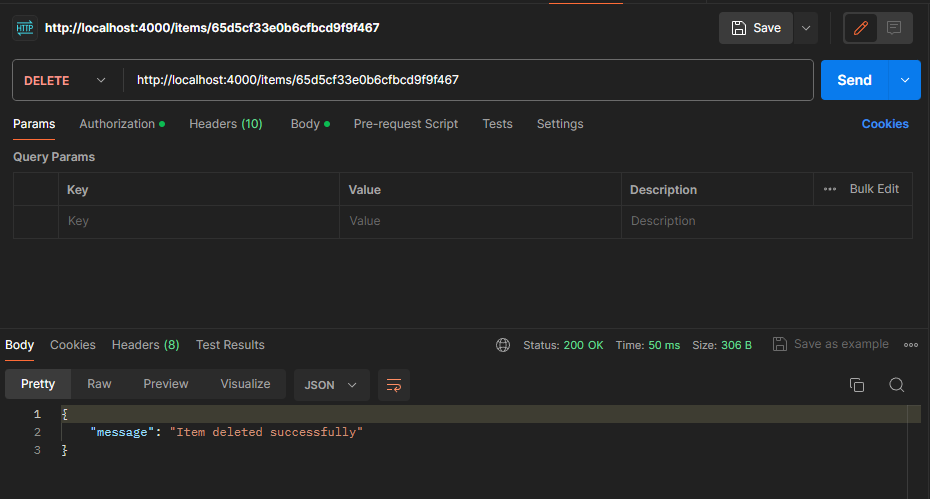 HTTP http://localhost:4000/items/65d5cf33e0b6cfbcd9f9f467 Save
DELETE http://localhost:4000/items/65d5cf33e0b6cfbcd9f9f467 Send
Params Authorization Headers (10) Body Pre-request Script Tests Settings Cookies
Query Params
Key Value Description ••• Bulk Edit
Key Value Description
Body Cookies Headers (8) Test Results Status: 200 OK Time: 50 ms Size: 306 B Save as example
Pretty Raw Preview Visualize JSON
1 {
2 "message": "Item deleted successfully"
3 }